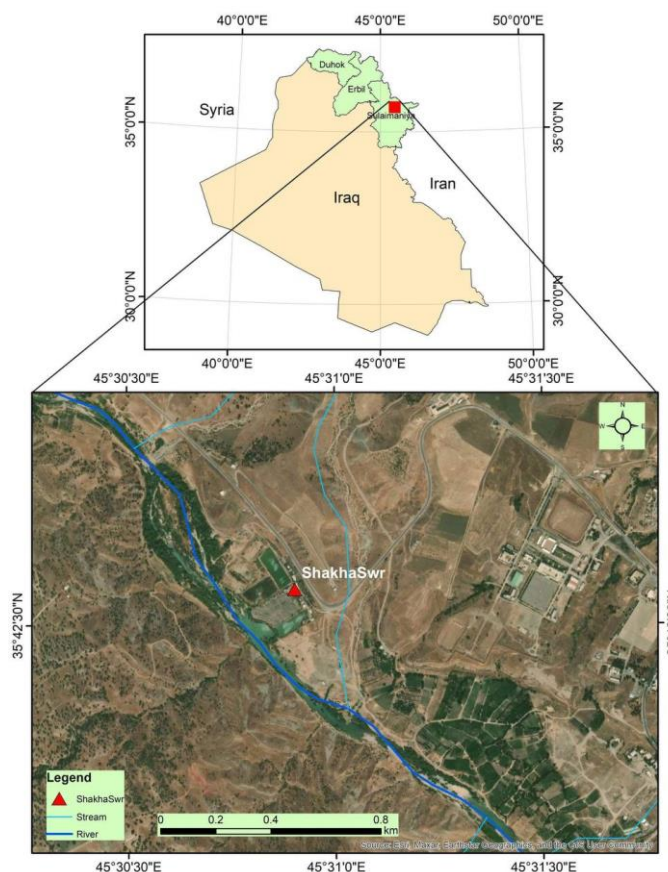 40°0'0"E 45°0'0"E 50°0'0"E
Duhok
Erbil
Sulaimaniya
Syria
35°0'0"N
35°0'0"N
Iran
Iraq
30°0'0"N
30°0'0"N
40°0'0"E 45°0'0"E 50°0'0"E
45°30'30"E 45°31'0"E 45°31'30"E
N
W E
S
ShakhaSwr
35°42'30"N
Legend
ShakhaSwr
Stream
River
0 0.2 0.4 0.8
km
Source: Esri, Maxar, Earthstar Geographics, and the GIS User Community
45°30'30"E 45°31'0"E 45°31'30"E